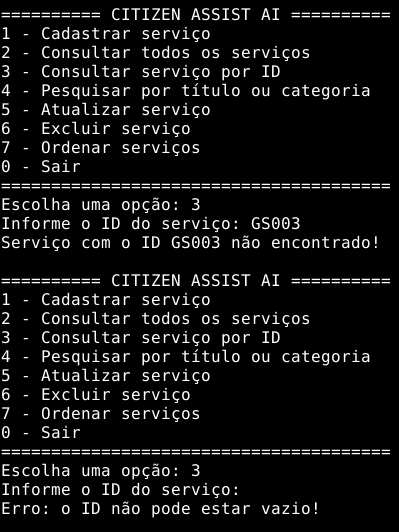 ========== CITIZEN ASSIST AI ==========
1 - Cadastrar serviço
2 - Consultar todos os serviços
3 - Consultar serviço por ID
4 - Pesquisar por título ou categoria
5 - Atualizar serviço
6 - Excluir serviço
7 - Ordenar serviços
0 - Sair
=======================================
Escolha uma opção: 3
Informe o ID do serviço: GS003
Serviço com o ID GS003 não encontrado!
========== CITIZEN ASSIST AI ==========
1 - Cadastrar serviço
2 - Consultar todos os serviços
3 - Consultar serviço por ID
4 - Pesquisar por título ou categoria
5 - Atualizar serviço
6 - Excluir serviço
7 - Ordenar serviços
0 - Sair
=======================================
Escolha uma opção: 3
Informe o ID do serviço:
Erro: o ID não pode estar vazio!